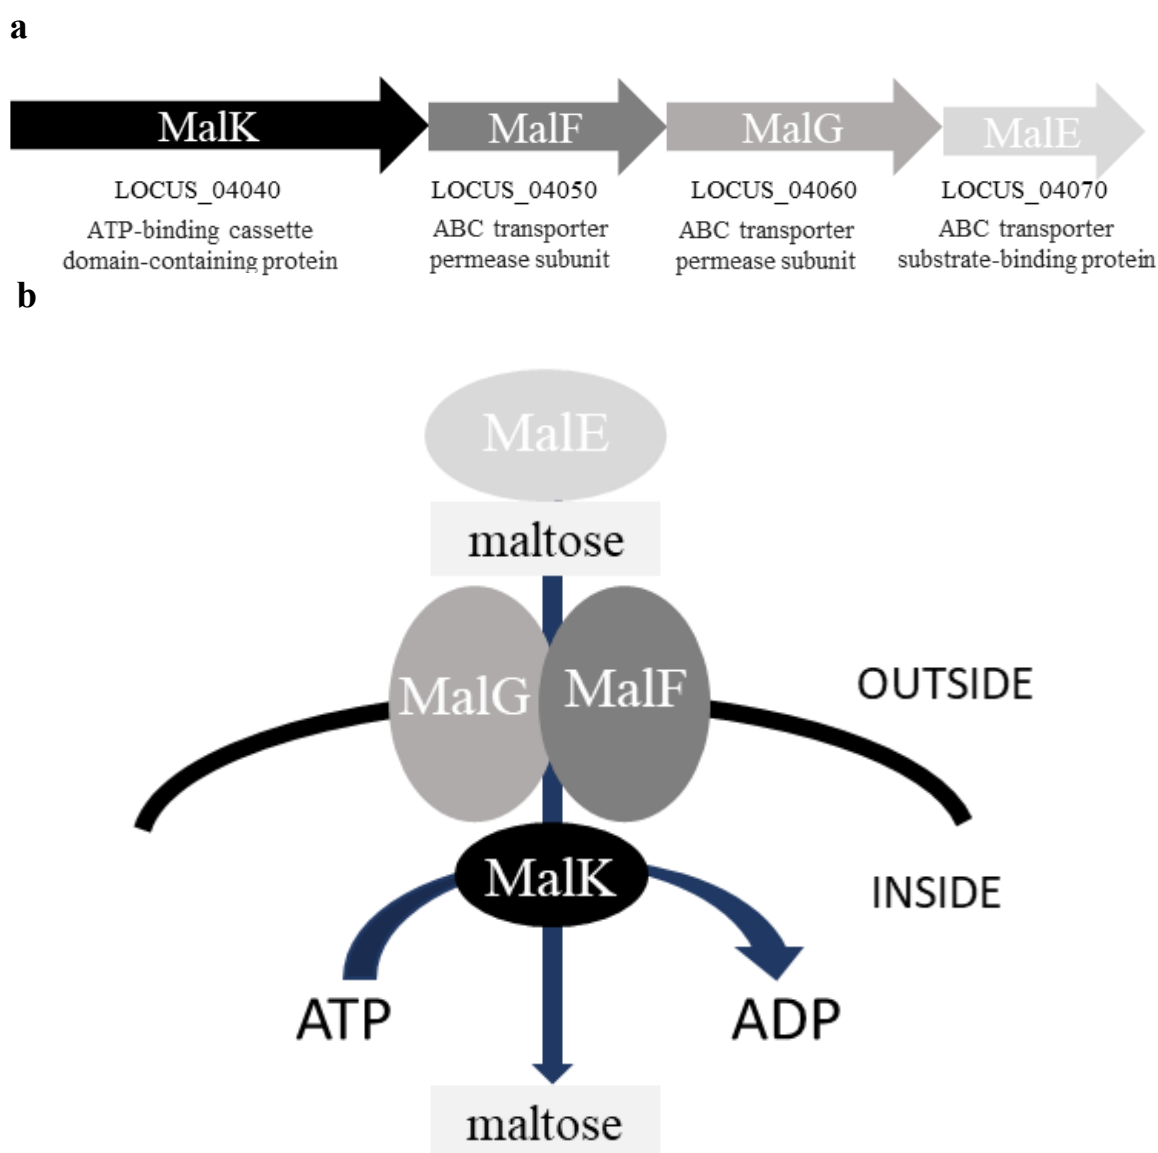 a
MalK MalF MalG MalE
LOCUS_04040 LOCUS_04050 LOCUS_04060 LOCUS_04070
ATP-binding cassette ABC transporter ABC transporter ABC transporter
domain-containing protein permease subunit permease subunit substrate-binding protein
b
MalE
maltose
MalG MalF
OUTSIDE
MalK
INSIDE
ATP ADP
maltose